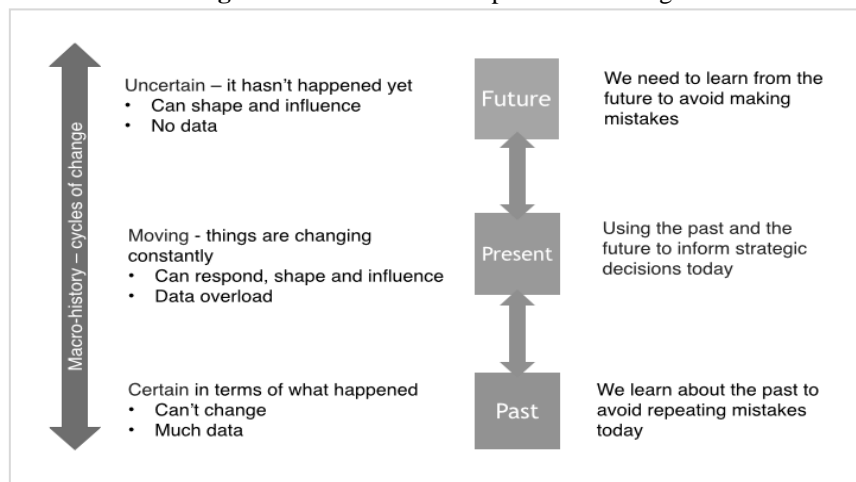 Macro-history – cycles of change
Uncertain – it hasn't happened yet
• Can shape and influence
• No data
Future
We need to learn from the
future to avoid making
mistakes
Moving - things are changing
constantly
• Can respond, shape and influence
• Data overload
Present
Using the past and the
future to inform strategic
decisions today
Certain in terms of what happened
• Can't change
• Much data
Past
We learn about the past to
avoid repeating mistakes
today